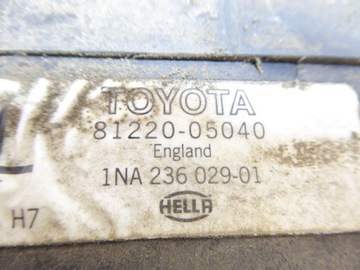 TOYOTA
81220-05040
England
1NA 236 029-01
H7
HELLA